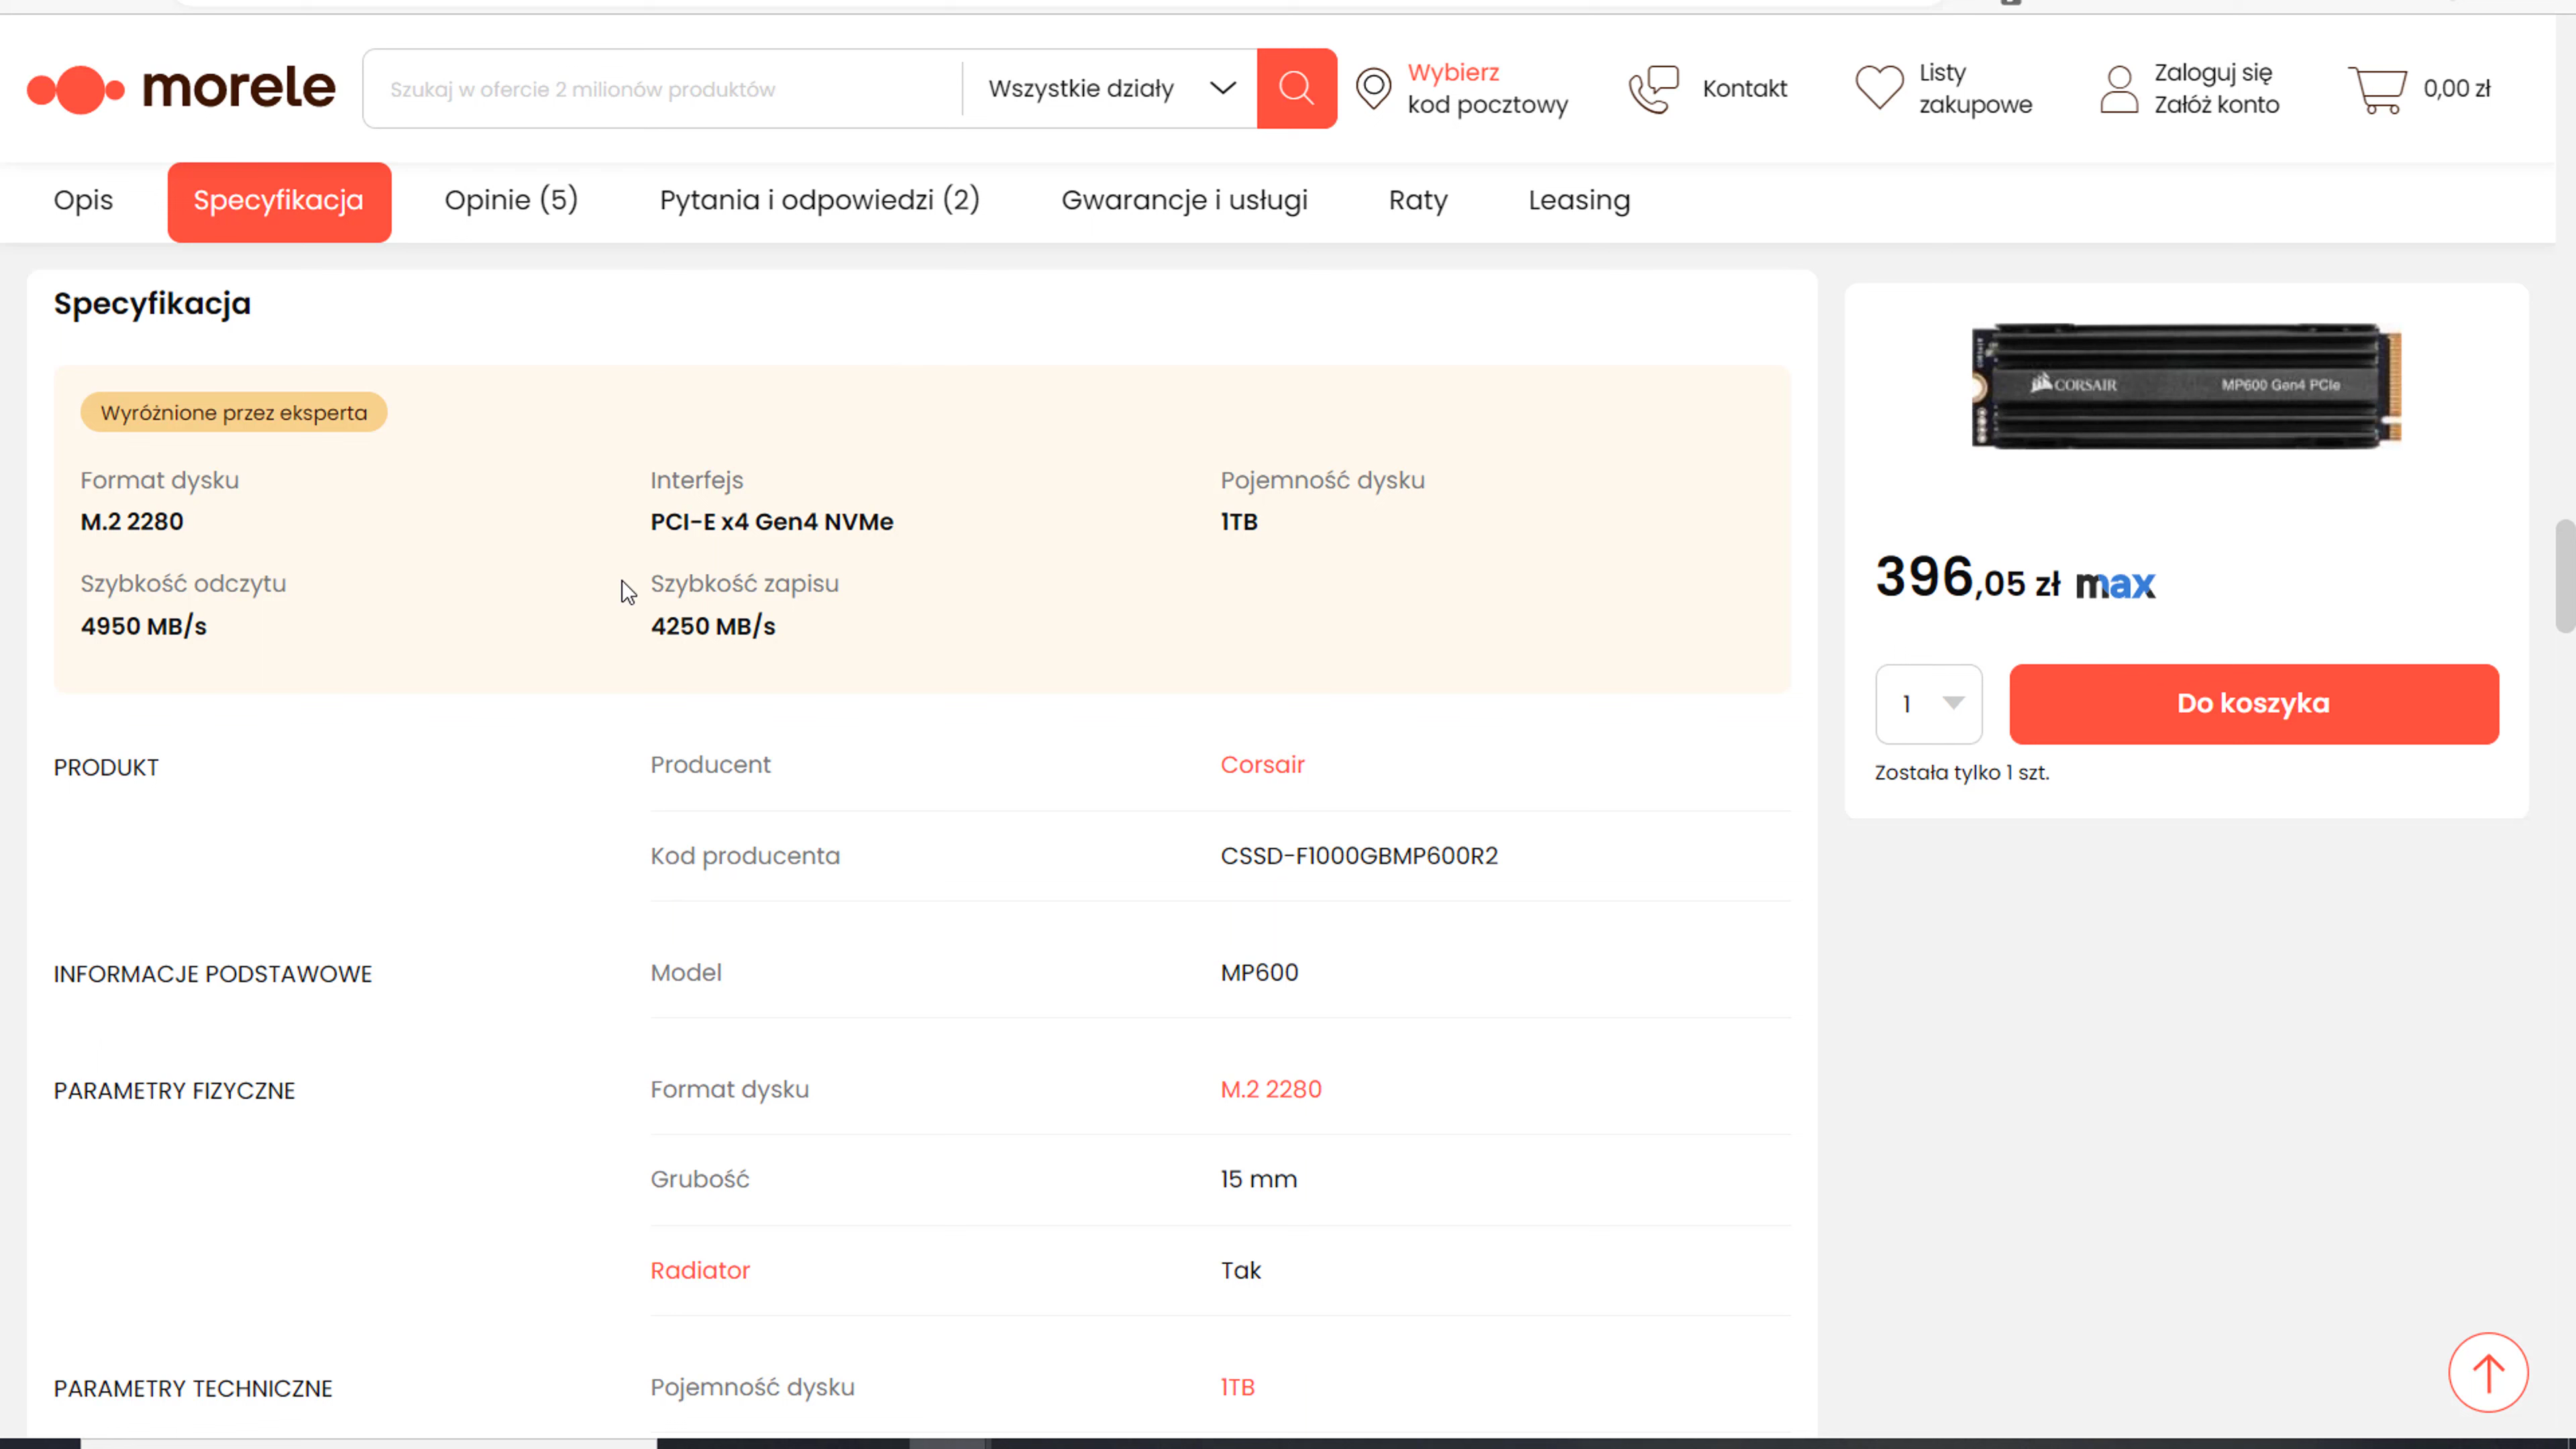 morele
Szukaj w ofercie 2 milionów produktów
Wszystkie działy
Wybierz
kod pocztowy
Kontakt
Listy
zakupowe
Zaloguj się
Załóż konto
0,00 zł
Opis
Specyfikacja
Opinie (5)
Pytania i odpowiedzi (2)
Gwarancje i usługi
Raty
Leasing
Specyfikacja
Wyróżnione przez eksperta
Format dysku
M.2 2280
Interfejs
PCI-E x4 Gen4 NVMe
Pojemność dysku
1TB
Szybkość odczytu
4950 MB/s
Szybkość zapisu
4250 MB/s
PRODUKT
Producent
Corsair
Kod producenta
CSSD-F1000GBMP600R2
INFORMACJE PODSTAWOWE
Model
MP600
PARAMETRY FIZYCZNE
Format dysku
M.2 2280
Grubość
15 mm
Radiator
Tak
PARAMETRY TECHNICZNE
Pojemność dysku
1TB
CORSAIR
MP600 Gen4 PCIe
396,05 zł max
1
Do koszyka
Została tylko 1 szt.